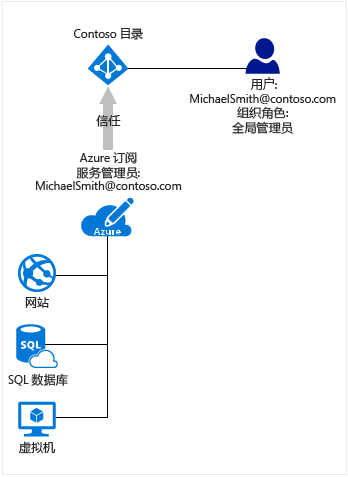 Contoso 目录
用户:
MichaelSmith@contoso.com
组织角色:
全局管理员
信任
Azure 订阅
服务管理员:
MichaelSmith@contoso.com
Azure
网站
SQL
SQL 数据库
虚拟机